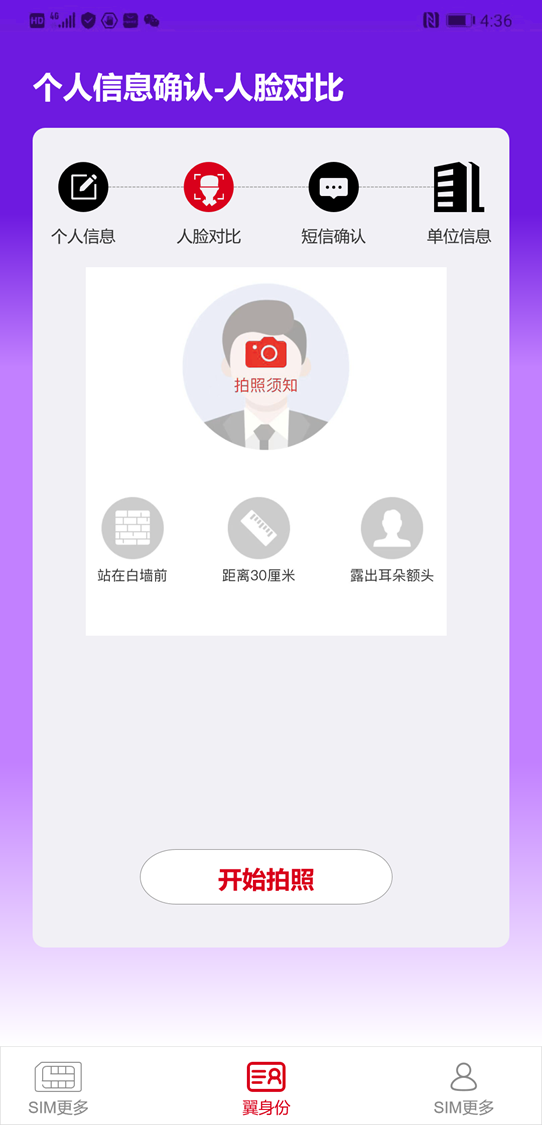 HD 4G 4:36
个人信息确认-人脸对比
个人信息 人脸对比 短信确认 单位信息
拍照须知
站在白墙前 距离30厘米 露出耳朵额头
开始拍照
SIM更多 翼身份 SIM更多